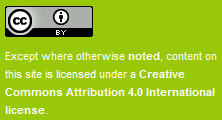 cc
BY
Except where otherwise noted, content on
this site is licensed under a Creative
Commons Attribution 4.0 International
license.